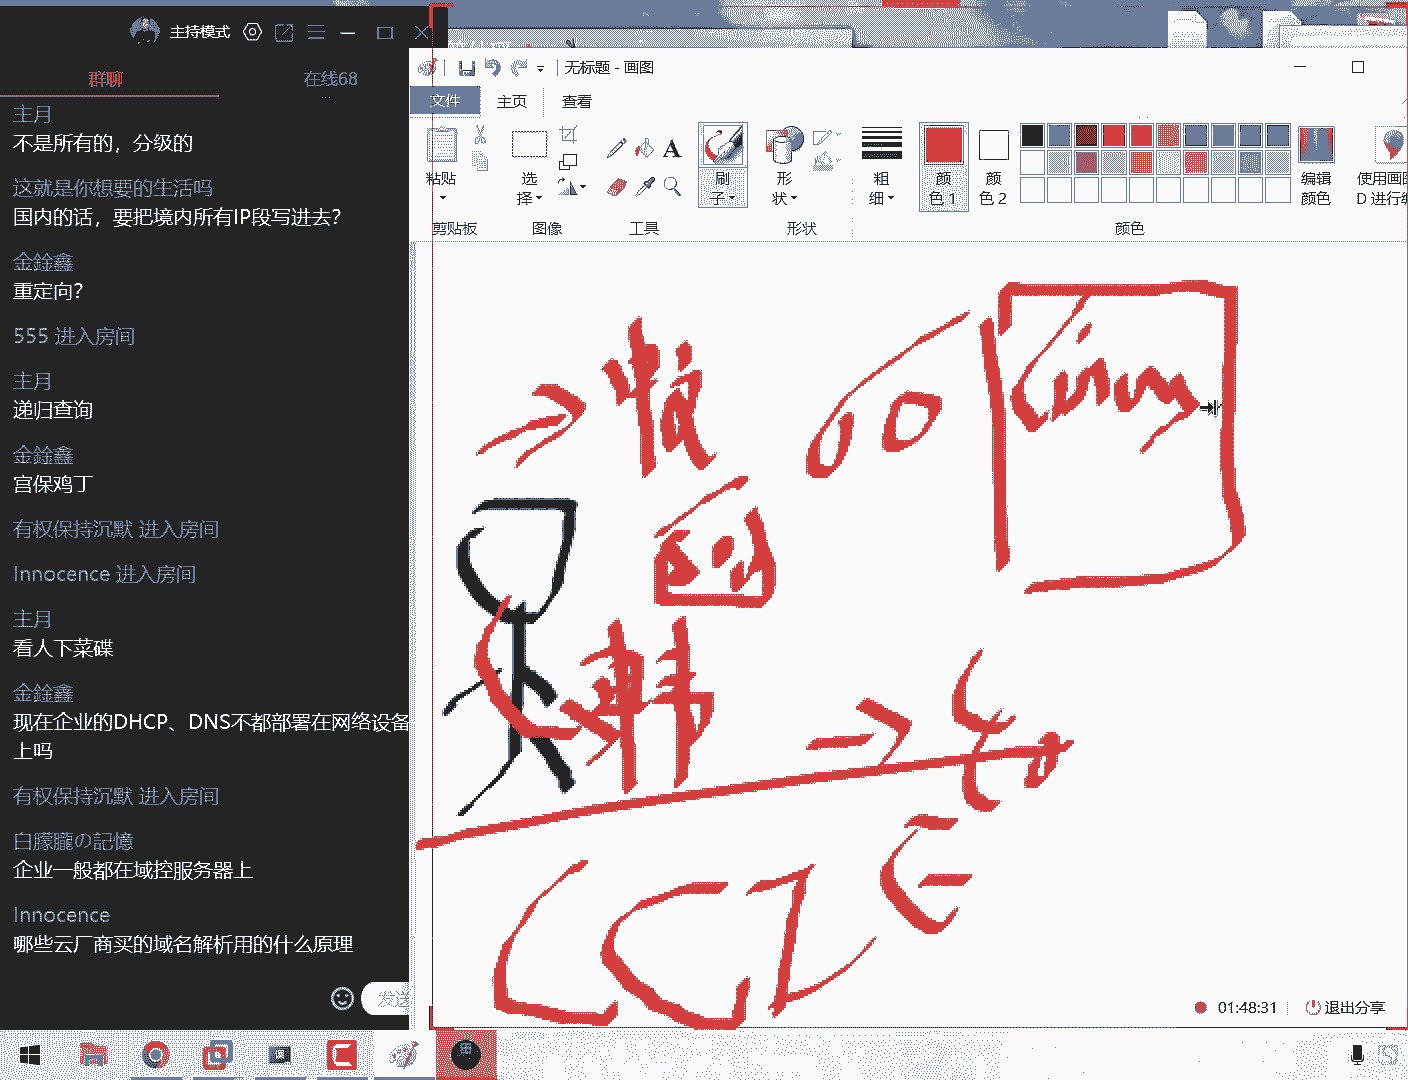 主持模式
群聊
在线68
主月
不是所有的，分级的
这就是你想要的生活吗
国内的话，要把境内所有IP段写进去？
金銓鑫
重定向？
555 进入房间
主月
递归查询
金銓鑫
宫保鸡丁
有权保持沉默 进入房间
Innocence 进入房间
主月
看人下菜碟
金銓鑫
现在企业的DHCP、DNS不都部署在网络设备
上吗
有权保持沉默 进入房间
白朦朧の記憶
企业一般都在域控服务器上
Innocence
哪些云厂商买的域名解析用的什么原理
发送
无标题 - 画图
文件
主页
查看
粘贴
选
择
A
刷
子
形
状
粗
细
颜
色 1
颜
色 2
编辑
颜色
使用画图
D 进行编
剪贴板
图像
工具
形状
颜色
韩
CCIE
01:48:31
退出分享